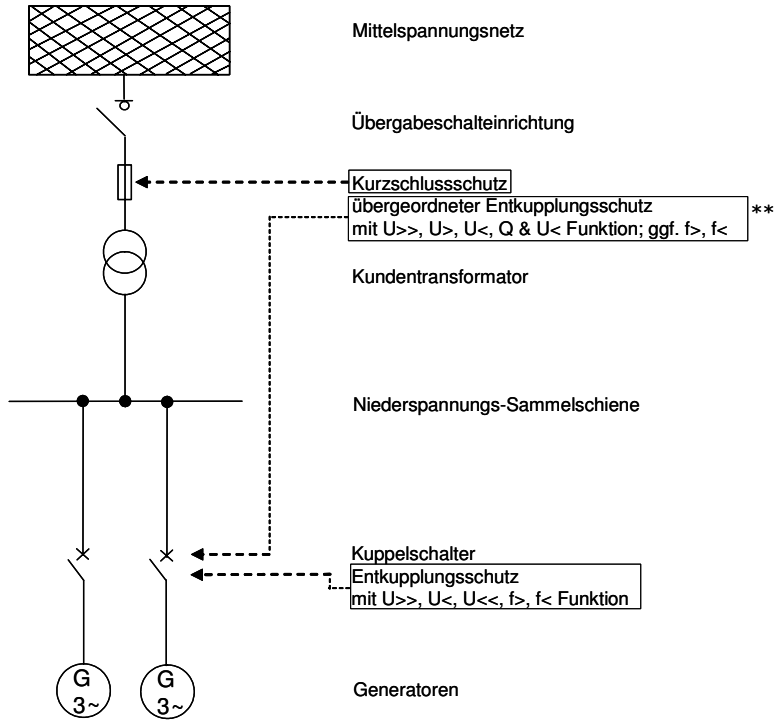 Mittelspannungsnetz
Übergabeschalteinrichtung
Kurzschlussschutz
übergeordneter Entkupplungsschutz
mit U>>, U>, U<, Q & U< Funktion; ggf. f>, f<
**
Kundentransformator
Niederspannungs-Sammelschiene
Kuppelschalter
Entkupplungsschutz
mit U>>, U<, U<<, f>, f< Funktion
G
3~
G
3~
Generatoren